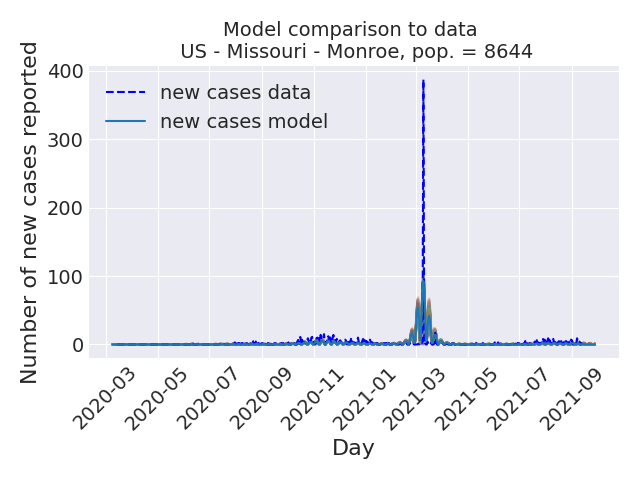 Model comparison to data
US - Missouri - Monroe, pop. = 8644
Number of new cases reported
400
300
200
100
0
new cases data
new cases model
2020-03
2020-05
2020-07
2020-09
2020-11
2021-01
2021-03
2021-05
2021-07
2021-09
Day